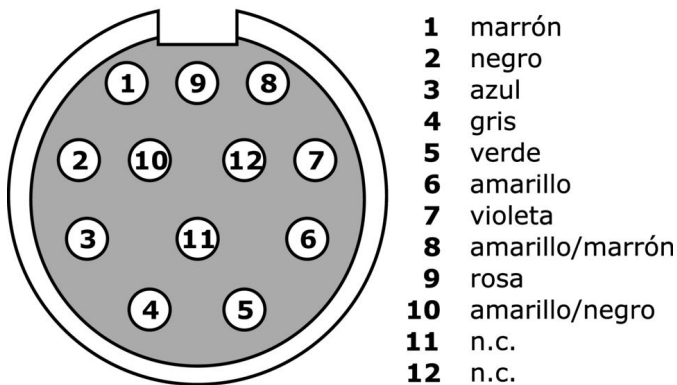 1 9 8
2 10 12 7
3 11 6
4 5
1 marrón
2 negro
3 azul
4 gris
5 verde
6 amarillo
7 violeta
8 amarillo/marrón
9 rosa
10 amarillo/negro
11 n.c.
12 n.c.